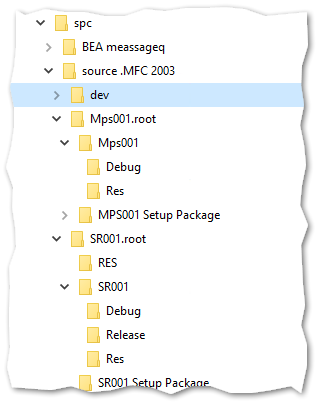 spc
BEA meassageq
source .MFC 2003
dev
Mps001.root
Mps001
Debug
Res
MPS001 Setup Package
SR001.root
RES
SR001
Debug
Release
Res
SR001 Setup Package